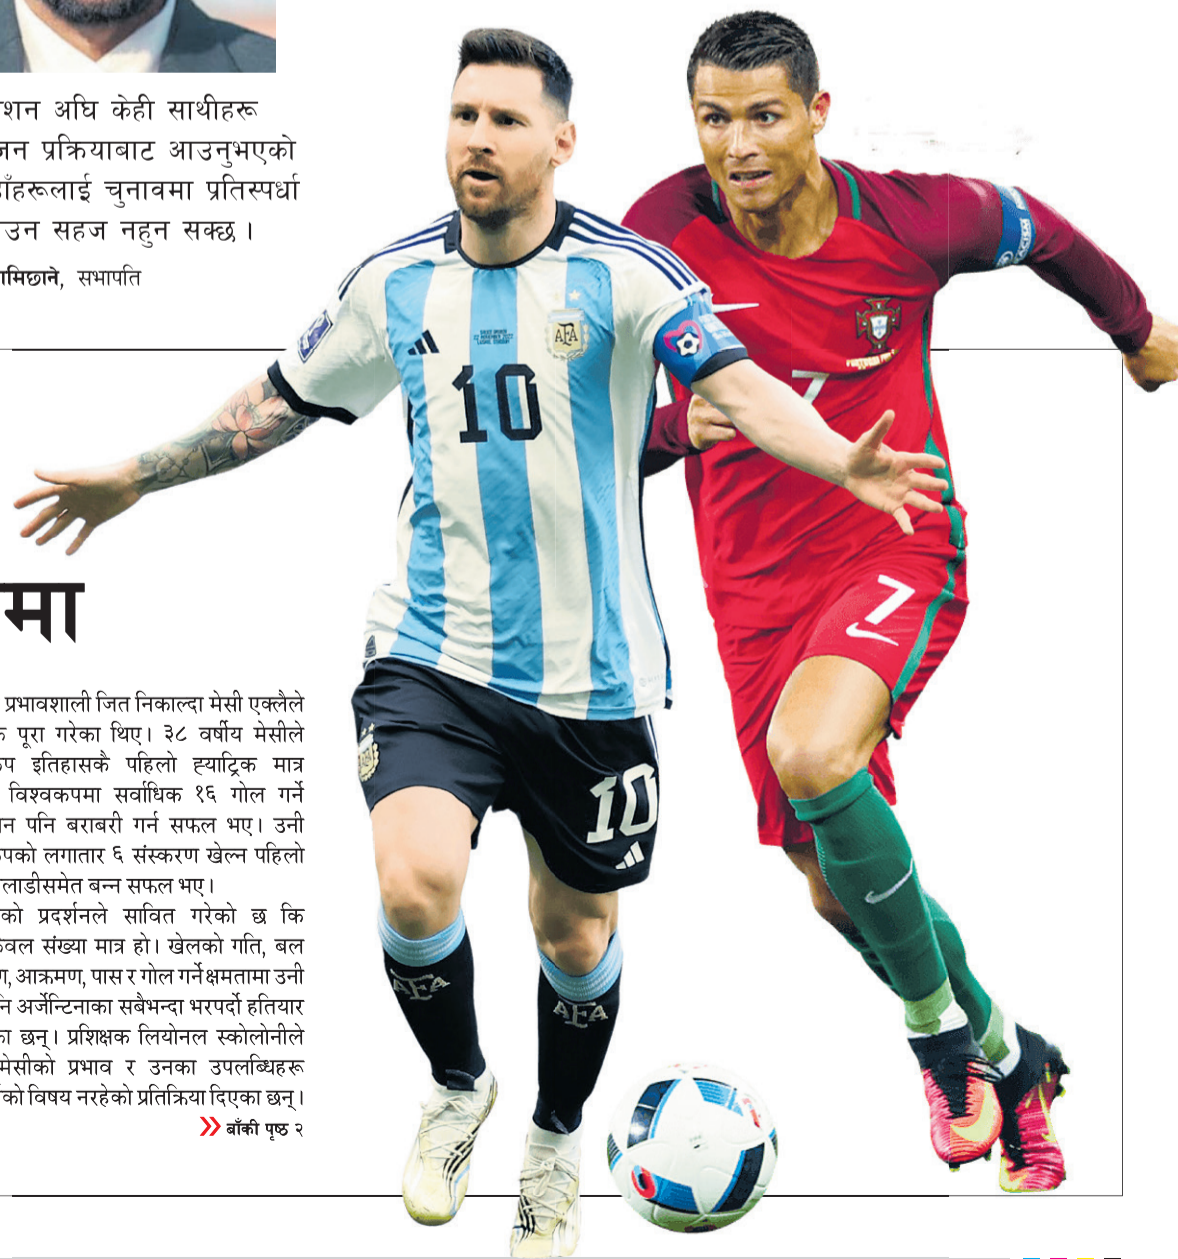 शन अघि केही साथीहरू
जन प्रक्रियाबाट आउनुभएको
हाँहरूलाई चुनावमा प्रतिस्पर्धा
उन सहज नहुन सक्छ ।
ामिछाने, सभापति
10
AFA
7
RACISM
7
10
AFA
AFA
मा
प्रभावशाली जित निकाल्दा मेसी एक्लैले
क पूरा गरेका थिए। ३८ वर्षीय मेसीले
प इतिहासकै पहिलो ह्याट्रिक मात्र
विश्वकपमा सर्वाधिक १६ गोल गर्ने
न पनि बराबरी गर्न सफल भए। उनी
पको लगातार ६ संस्करण खेल्न पहिलो
लाडीसमेत बन्न सफल भए।
को प्रदर्शनले सावित गरेको छ कि
वल संख्या मात्र हो। खेलको गति, बल
ण, आक्रमण, पास र गोल गर्ने क्षमतामा उनी
नि अर्जेन्टिनाका सबैभन्दा भरपर्दो हतियार
का छन्। प्रशिक्षक लियोनल स्कोलोनीले
मेसीको प्रभाव र उनका उपलब्धिहरू
को विषय नरहेको प्रतिक्रिया दिएका छन्।
बाँकी पृष्ठ २